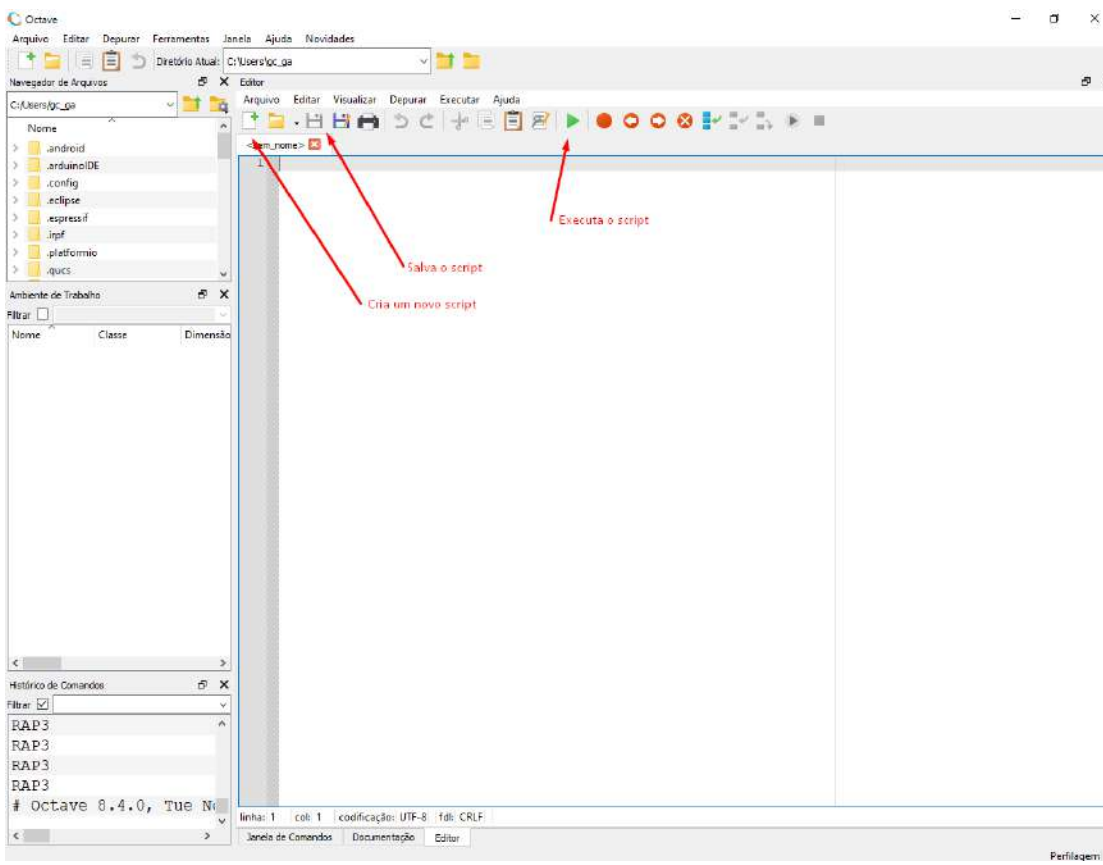 Octave
Arquivo Editar Depurar Ferramentas Janela Ajuda Novidades
Diretório Atual: C:\Users\gc_ga
Navegador de Arquivos
C:/Users/gc_ga
Nome
.android
.arduinoIDE
.config
.eclipse
.espressif
.irpf
.platformio
.qucs
Ambiente de Trabalho
Filtrar
Nome Classe Dimensão
Histórico de Comandos
Filtrar
RAP3
RAP3
RAP3
RAP3
# Octave 8.4.0, Tue No
Editor
Arquivo Editar Visualizar Depurar Executar Ajuda
<sem_nome>
1
Executa o script
Salva o script
Cria um novo script
linha: 1 col: 1 codificação: UTF-8 fdl: CRLF
Janela de Comandos Documentação Editor
Perfilagem